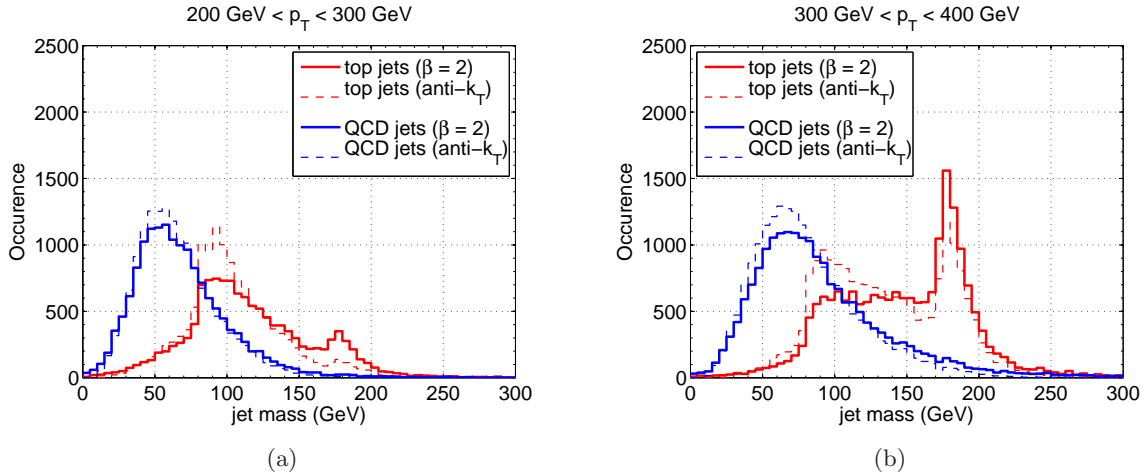 200 GeV < p_T < 300 GeV
2500
2000
1500
1000
500
0
Occurence
0 50 100 150 200 250 300
jet mass (GeV)
top jets (β = 2)
top jets (anti−k_T)
QCD jets (β = 2)
QCD jets (anti−k_T)
(a)
300 GeV < p_T < 400 GeV
2500
2000
1500
1000
500
0
Occurence
0 50 100 150 200 250 300
jet mass (GeV)
top jets (β = 2)
top jets (anti−k_T)
QCD jets (β = 2)
QCD jets (anti−k_T)
(b)